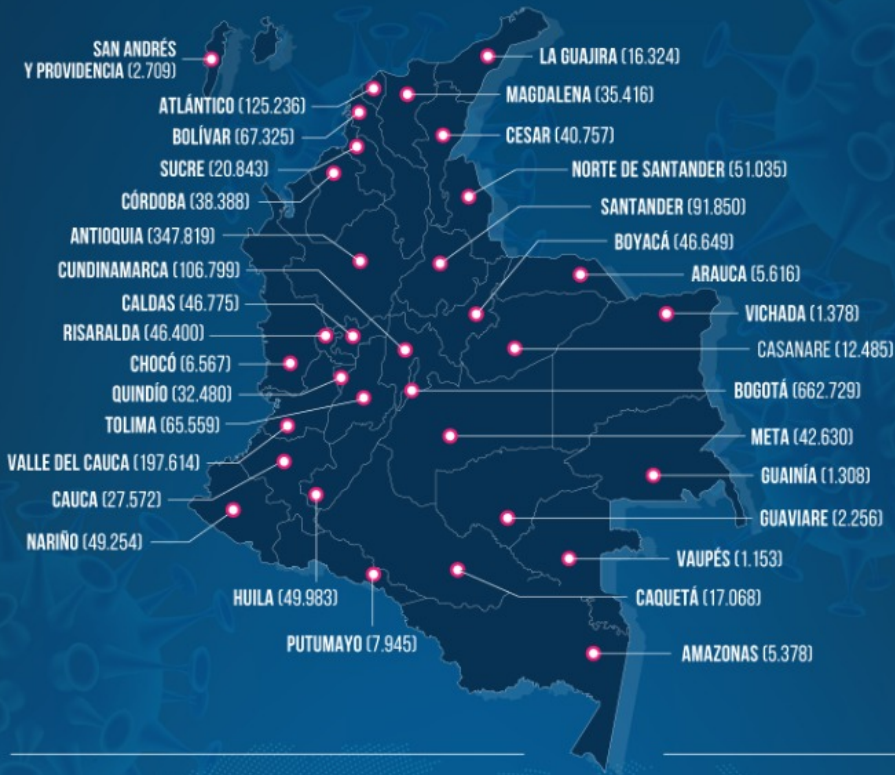 SAN ANDRÉS
Y PROVIDENCIA (2.709)
ATLÁNTICO (125.236)
BOLÍVAR (67.325)
SUCRE (20.843)
CÓRDOBA (38.388)
ANTIOQUIA (347.819)
CUNDINAMARCA (106.799)
CALDAS (46.775)
RISARALDA (46.400)
CHOCÓ (6.567)
QUINDÍO (32.480)
TOLIMA (65.559)
VALLE DEL CAUCA (197.614)
CAUCA (27.572)
NARIÑO (49.254)
HUILA (49.983)
PUTUMAYO (7.945)
LA GUAJIRA (16.324)
MAGDALENA (35.416)
CESAR (40.757)
NORTE DE SANTANDER (51.035)
SANTANDER (91.850)
BOYACÁ (46.649)
ARAUCA (5.616)
VICHADA (1.378)
CASANARE (12.485)
BOGOTÁ (662.729)
META (42.630)
GUAINÍA (1.308)
GUAVIARE (2.256)
VAUPÉS (1.153)
CAQUETÁ (17.068)
AMAZONAS (5.378)